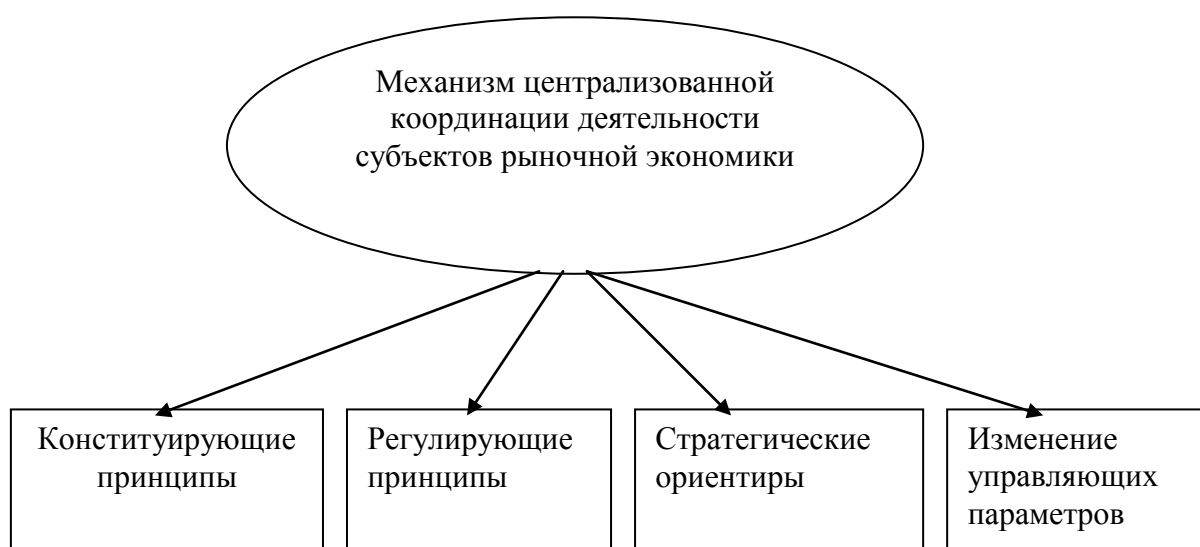 Механизм централизованной
координации деятельности
субъектов рыночной экономики
Конституирующие
принципы
Регулирующие
принципы
Стратегические
ориентиры
Изменение
управляющих
параметров